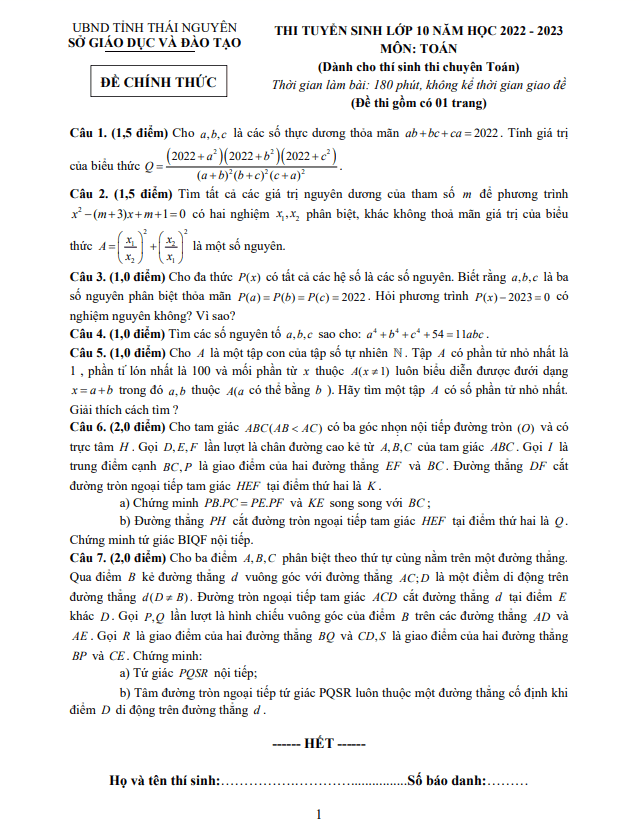 UBND TỈNH THÁI NGUYÊN
SỞ GIÁO DỤC VÀ ĐÀO TẠO
ĐỀ CHÍNH THỨC
THI TUYỂN SINH LỚP 10 NĂM HỌC 2022 - 2023
MÔN: TOÁN
(Dành cho thí sinh thi chuyên Toán)
Thời gian làm bài: 180 phút, không kể thời gian giao đề
(Đề thi gồm có 01 trang)
Câu 1. (1,5 điểm) Cho a,b,c là các số thực dương thỏa mãn ab+bc+ca=2022. Tính giá trị
của biểu thức Q = (2022+a²)(2022+b²)(2022+c²) / (a+b)²(b+c)²(c+a)².
Câu 2. (1,5 điểm) Tìm tất cả các giá trị nguyên dương của tham số m để phương trình
x²−(m+3)x+m+1=0 có hai nghiệm x₁,x₂ phân biệt, khác không thoả mãn giá trị của biểu
thức A=(x₁/x₂)²+(x₂/x₁)² là một số nguyên.
Câu 3. (1,0 điểm) Cho đa thức P(x) có tất cả các hệ số là các số nguyên. Biết rằng a,b,c là ba
số nguyên phân biệt thỏa mãn P(a)=P(b)=P(c)=2022. Hỏi phương trình P(x)−2023=0 có
nghiệm nguyên không? Vì sao?
Câu 4. (1,0 điểm) Tìm các số nguyên tố a,b,c sao cho: a⁴+b⁴+c⁴+54=11abc.
Câu 5. (1,0 điểm) Cho A là một tập con của tập số tự nhiên ℕ. Tập A có phần tử nhỏ nhất là
1, phần tử lớn nhất là 100 và mỗi phần tử x thuộc A(x≠1) luôn biểu diễn được dưới dạng
x=a+b trong đó a,b thuộc A(a có thể bằng b). Hãy tìm một tập A có số phần tử nhỏ nhất.
Giải thích cách tìm ?
Câu 6. (2,0 điểm) Cho tam giác ABC(AB<AC) có ba góc nhọn nội tiếp đường tròn (O) và có
trực tâm H. Gọi D,E,F lần lượt là chân đường cao kẻ từ A,B,C của tam giác ABC. Gọi I là
trung điểm cạnh BC,P là giao điểm của hai đường thẳng EF và BC. Đường thẳng DF cắt
đường tròn ngoại tiếp tam giác HEF tại điểm thứ hai là K.
a) Chứng minh PB.PC=PE.PF và KE song song với BC;
b) Đường thẳng PH cắt đường tròn ngoại tiếp tam giác HEF tại điểm thứ hai là Q.
Chứng minh tứ giác BIQF nội tiếp.
Câu 7. (2,0 điểm) Cho ba điểm A,B,C phân biệt theo thứ tự cùng nằm trên một đường thẳng.
Qua điểm B kẻ đường thẳng d vuông góc với đường thẳng AC;D là một điểm di động trên
đường thẳng d(D≠B). Đường tròn ngoại tiếp tam giác ACD cắt đường thẳng d tại điểm E
khác D. Gọi P,Q lần lượt là hình chiếu vuông góc của điểm B trên các đường thẳng AD và
AE. Gọi R là giao điểm của hai đường thẳng BQ và CD,S là giao điểm của hai đường thẳng
BP và CE. Chứng minh:
a) Tứ giác PQSR nội tiếp;
b) Tâm đường tròn ngoại tiếp tứ giác PQSR luôn thuộc một đường thẳng cố định khi
điểm D di động trên đường thẳng d.
------ HẾT ------
Họ và tên thí sinh:……………………………................Số báo danh:………
1